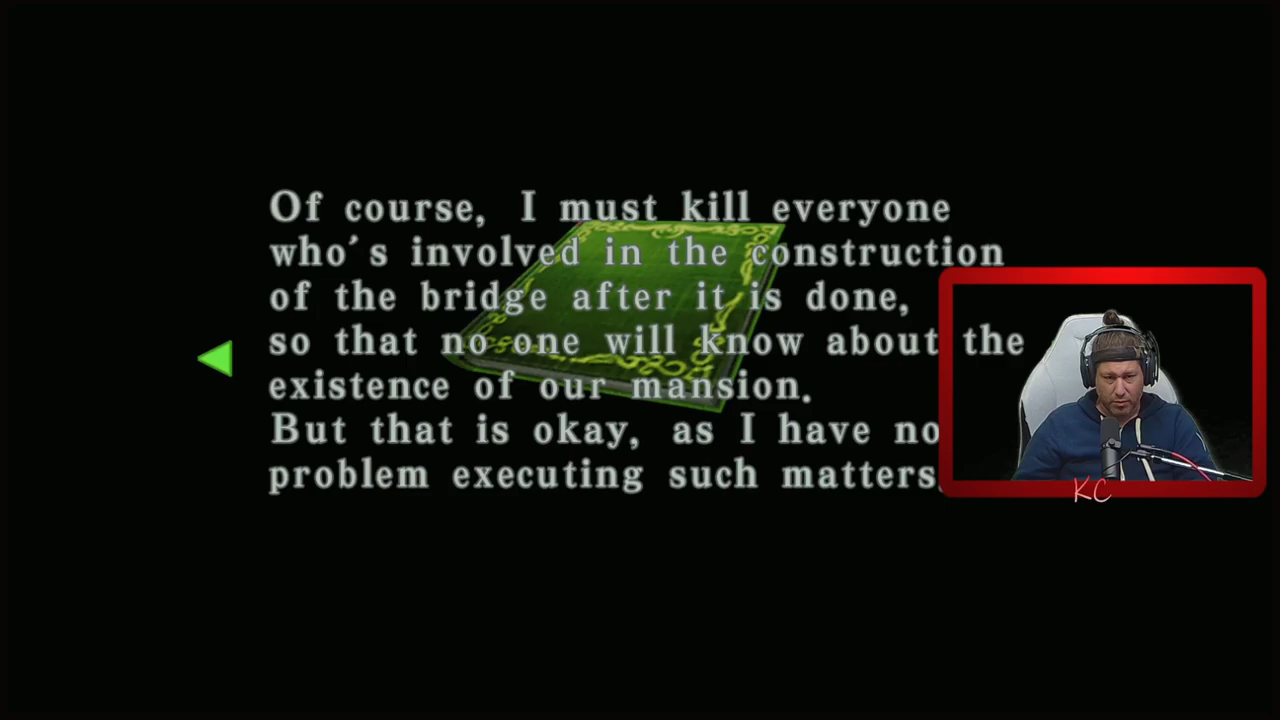 Of course, I must kill everyone
who's involved in the construction
of the bridge after it is done,
so that no one will know about the
existence of our mansion.
But that is okay, as I have no
problem executing such matters.
KC